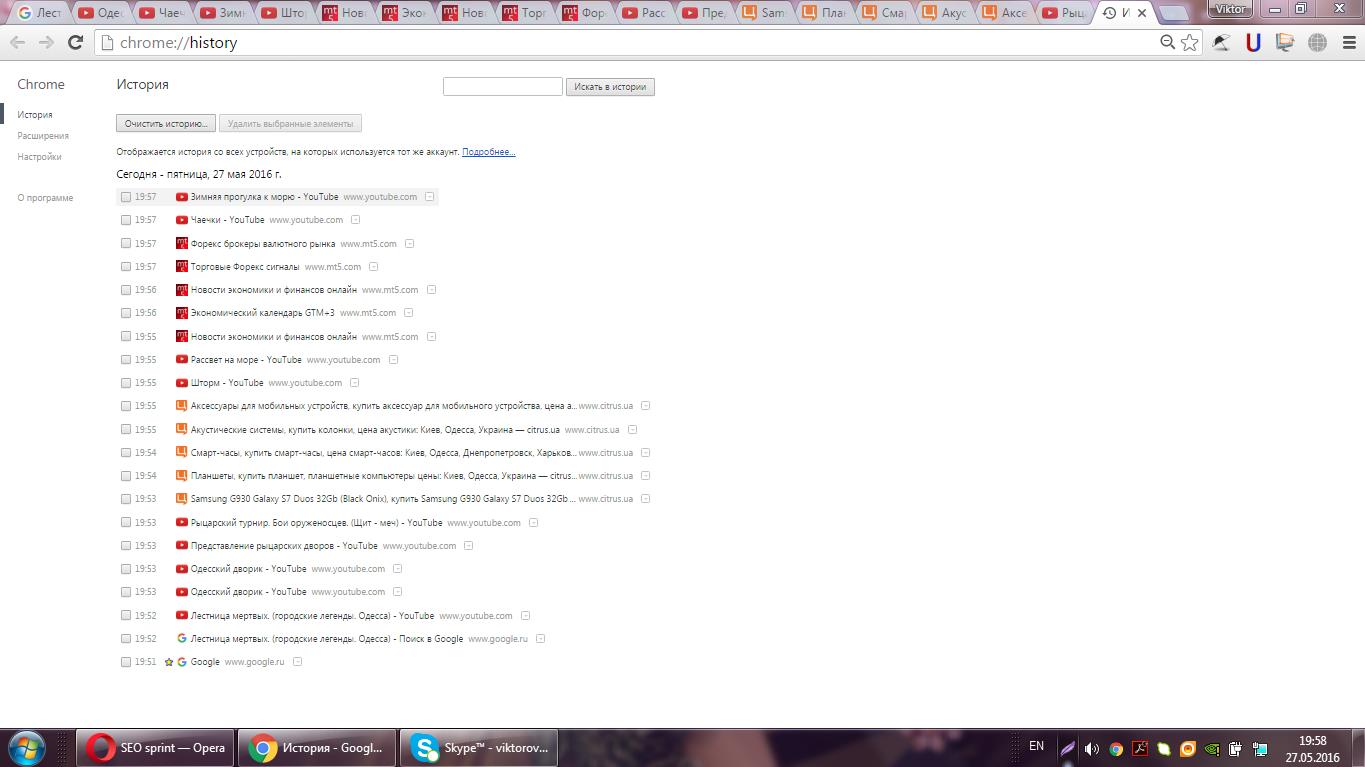 Лест
Одес
Чаеч
Зимн
Што
Нов
Экон
Нов
Торг
Фор
Расс
Пред
Sam
План
Смар
Акус
Аксе
Рыца
И
Viktor
chrome://history
Chrome
История
Искать в истории
История
Расширения
Настройки
О программе
Очистить историю...
Удалить выбранные элементы
Отображается история со всех устройств, на которых используется тот же аккаунт. Подробнее...
Сегодня - пятница, 27 мая 2016 г.
19:57 Зимняя прогулка к морю - YouTube www.youtube.com
19:57 Чаечки - YouTube www.youtube.com
19:57 Форекс брокеры валютного рынка www.mt5.com
19:57 Торговые Форекс сигналы www.mt5.com
19:56 Новости экономики и финансов онлайн www.mt5.com
19:56 Экономический календарь GTM+3 www.mt5.com
19:55 Новости экономики и финансов онлайн www.mt5.com
19:55 Рассвет на море - YouTube www.youtube.com
19:55 Шторм - YouTube www.youtube.com
19:55 Аксессуары для мобильных устройств, купить аксессуар для мобильного устройства, цена а... www.citrus.ua
19:55 Акустические системы, купить колонки, цена акустики: Киев, Одесса, Украина — citrus.ua www.citrus.ua
19:54 Смарт-часы, купить смарт-часы, цена смарт-часов: Киев, Одесса, Днепропетровск, Харьков... www.citrus.ua
19:54 Планшеты, купить планшет, планшетные компьютеры цены: Киев, Одесса, Украина — citrus... www.citrus.ua
19:53 Samsung G930 Galaxy S7 Duos 32Gb (Black Onix), купить Samsung G930 Galaxy S7 Duos 32Gb ... www.citrus.ua
19:53 Рыцарский турнир. Бои оруженосцев. (Щит - меч) - YouTube www.youtube.com
19:53 Представление рыцарских дворов - YouTube www.youtube.com
19:53 Одесский дворик - YouTube www.youtube.com
19:53 Одесский дворик - YouTube www.youtube.com
19:52 Лестница мертвых. (городские легенды. Одесса) - YouTube www.youtube.com
19:52 Лестница мертвых. (городские легенды. Одесса) - Поиск в Google www.google.ru
19:51 Google www.google.ru
SEO sprint — Opera
История - Googl...
Skype™ - viktorov...
EN
19:58
27.05.2016